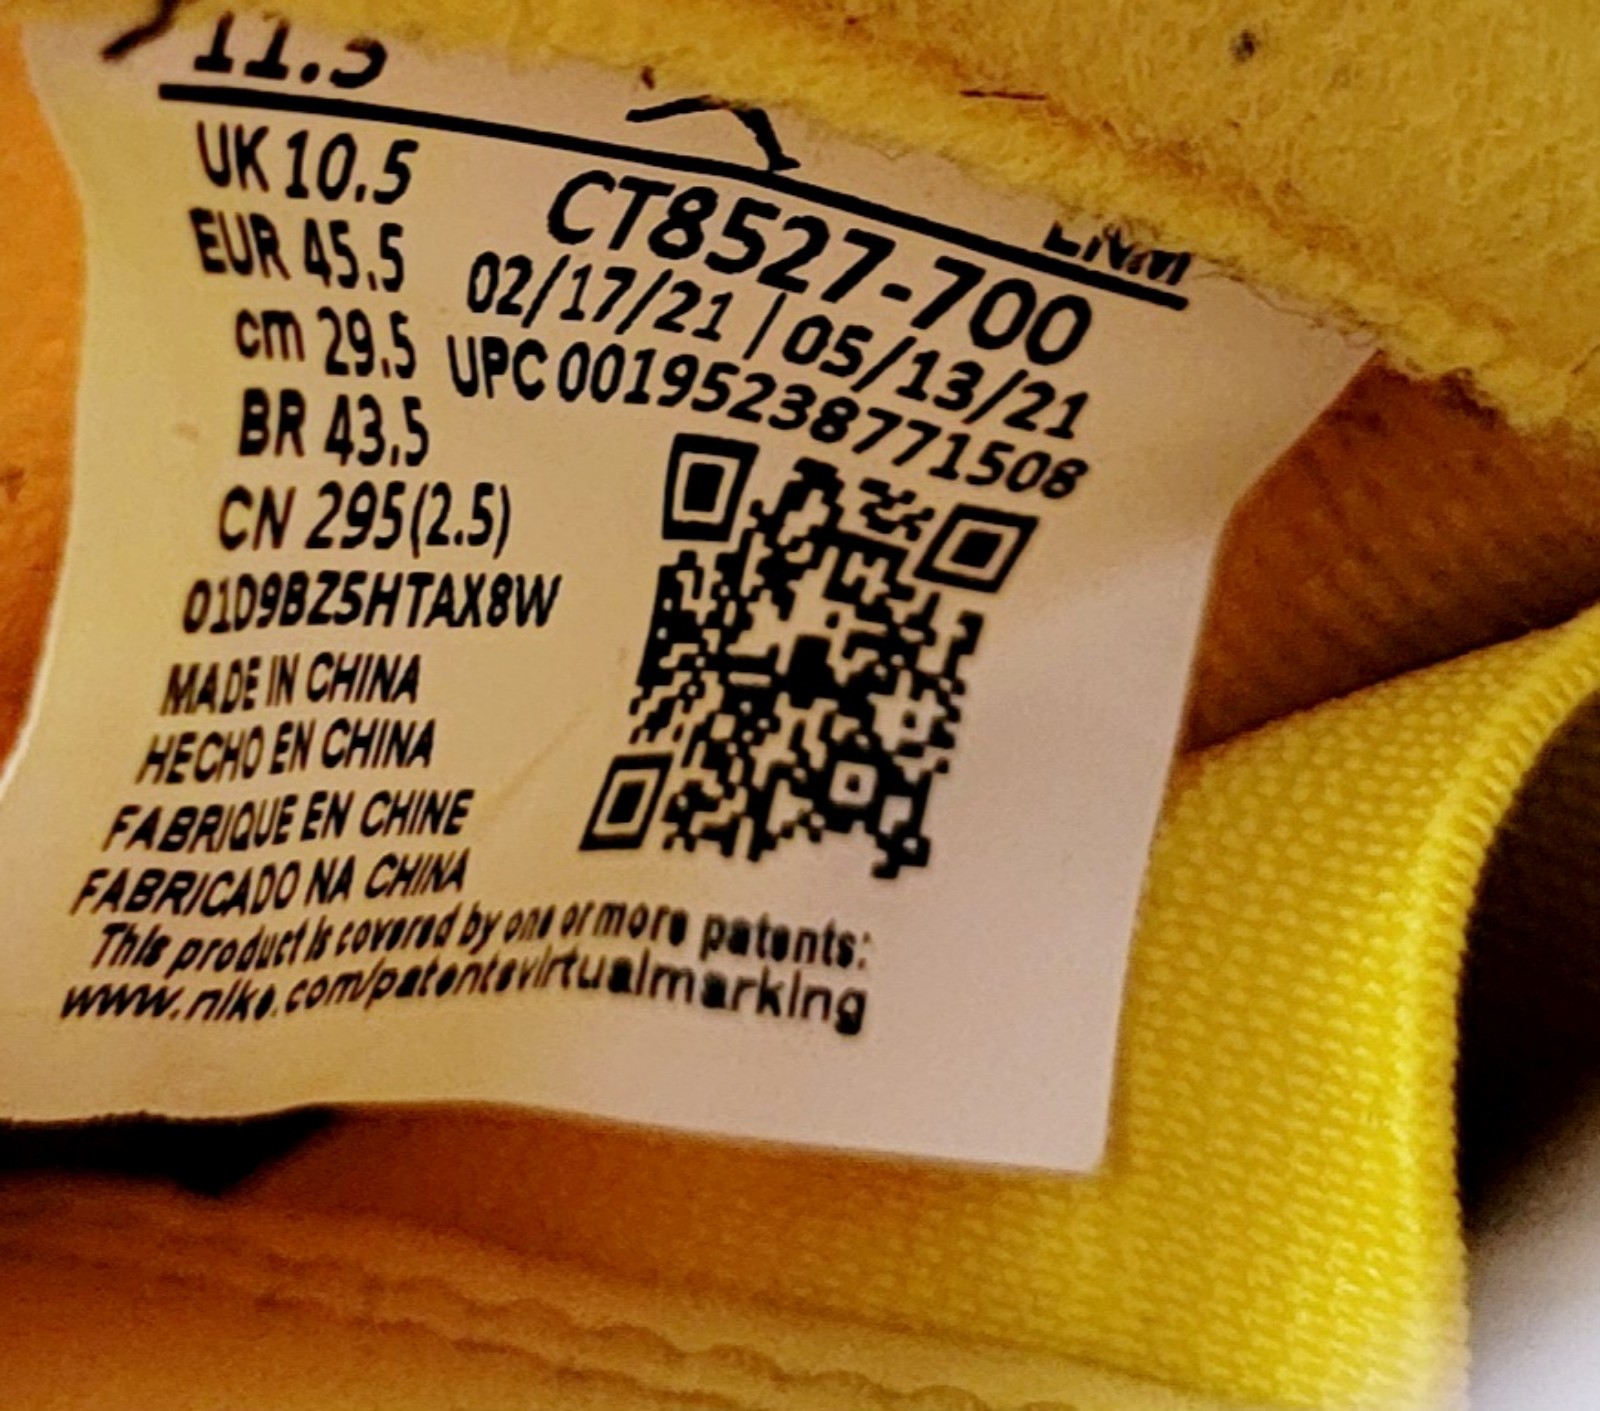 11.5
UK 10.5
EUR 45.5
cm 29.5
BR 43.5
CN 295(2.5)
01D9BZ5HTAX8W
MADE IN CHINA
HECHO EN CHINA
FABRIQUE EN CHINE
FABRICADO NA CHINA
CT8527-700
02/17/21 | 05/13/21
UPC 00195238771508
This product is covered by one or more patents:
www.nike.com/patentsvirtualmarking